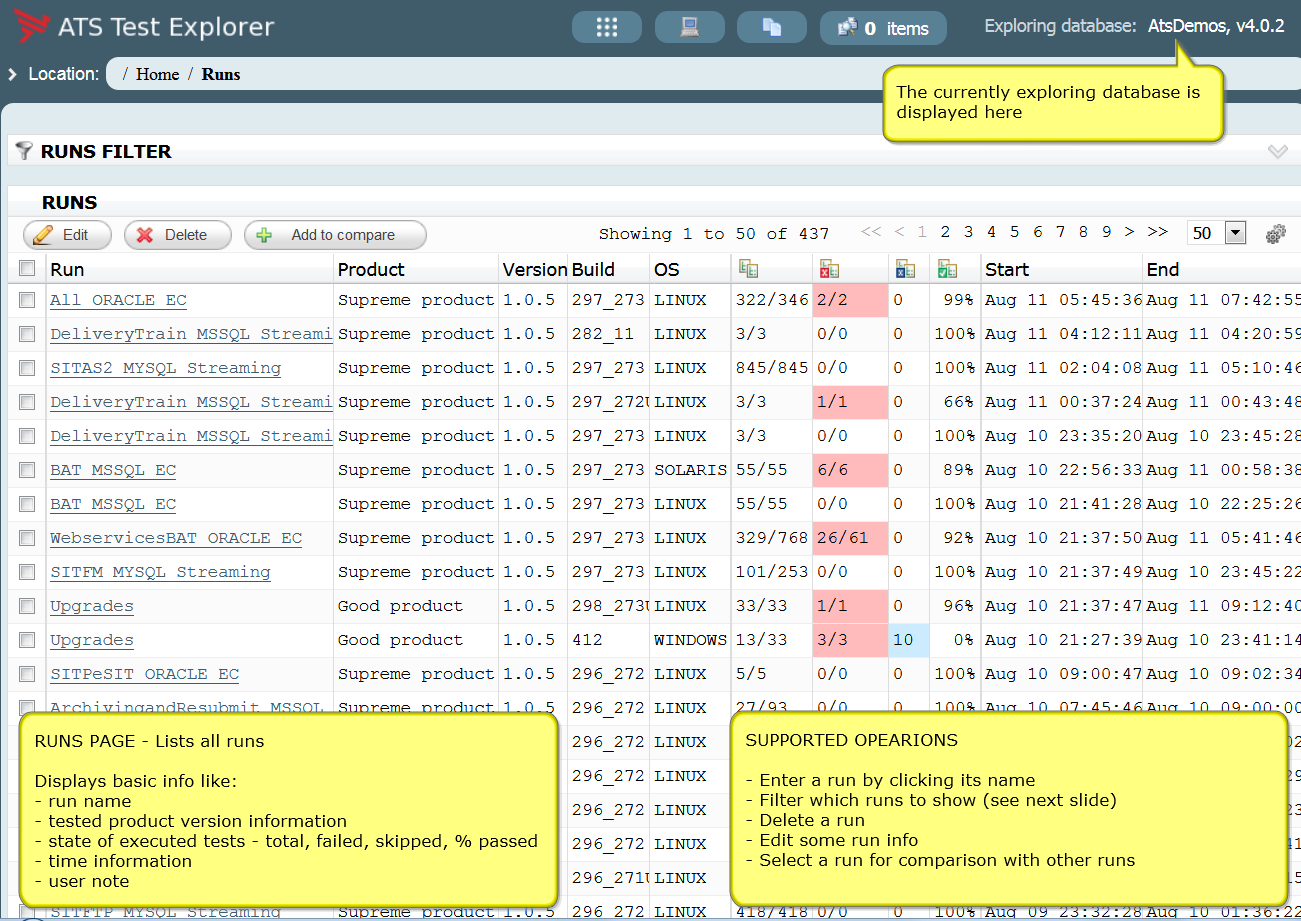 ATS Test Explorer
0 items
Exploring database: AtsDemos, v4.0.2
Location: / Home / Runs
The currently exploring database is
displayed here
RUNS FILTER
RUNS
Edit Delete Add to compare Showing 1 to 50 of 437 << < 1 2 3 4 5 6 7 8 9 > >> 50
Run Product Version Build OS Start End
All ORACLE EC Supreme product 1.0.5 297_273 LINUX 322/346 2/2 0 99% Aug 11 05:45:36 Aug 11 07:42:55
DeliveryTrain MSSQL Streami Supreme product 1.0.5 282_11 LINUX 3/3 0/0 0 100% Aug 11 04:12:11 Aug 11 04:20:59
SITAS2 MYSQL Streaming Supreme product 1.0.5 297_273 LINUX 845/845 0/0 0 100% Aug 11 02:04:08 Aug 11 05:10:46
DeliveryTrain MSSQL Streami Supreme product 1.0.5 297_272U LINUX 3/3 1/1 0 66% Aug 11 00:37:24 Aug 11 00:43:48
DeliveryTrain MSSQL Streami Supreme product 1.0.5 297_273 LINUX 3/3 0/0 0 100% Aug 10 23:35:20 Aug 10 23:45:28
BAT MSSQL EC Supreme product 1.0.5 297_273 SOLARIS 55/55 6/6 0 89% Aug 10 22:56:33 Aug 11 00:58:38
BAT MSSQL EC Supreme product 1.0.5 297_273 LINUX 55/55 0/0 0 100% Aug 10 21:41:28 Aug 10 22:25:26
WebservicesBAT ORACLE EC Supreme product 1.0.5 297_273 LINUX 329/768 26/61 0 92% Aug 10 21:37:50 Aug 11 05:41:46
SITFM MYSQL Streaming Supreme product 1.0.5 297_273 LINUX 101/253 0/0 0 100% Aug 10 21:37:49 Aug 10 23:45:22
Upgrades Good product 1.0.5 298_273U LINUX 33/33 1/1 0 96% Aug 10 21:37:47 Aug 11 09:12:40
Upgrades Good product 1.0.5 412 WINDOWS 13/33 3/3 10 0% Aug 10 21:27:39 Aug 10 23:41:14
SITPeSIT ORACLE EC Supreme product 1.0.5 296_272 LINUX 5/5 0/0 0 100% Aug 10 09:00:47 Aug 10 09:02:34
ArchivingandResubmit MSSQL Supreme product 1.0.5 296_272 LINUX 27/93 0/0 0 100% Aug 10 07:45:46 Aug 10 09:00:00
296_272 LINUX
296_272 LINUX
296_272 LINUX
296_272 LINUX
296_271U LINUX
SITFTP MYSQL Streaming Supreme product 1.0.5 296_272 LINUX 418/418 0/0 0 100% Aug 09 23:32:28 Aug 10 01:36:22
RUNS PAGE - Lists all runs
Displays basic info like:
- run name
- tested product version information
- state of executed tests - total, failed, skipped, % passed
- time information
- user note
SUPPORTED OPEARIONS
- Enter a run by clicking its name
- Filter which runs to show (see next slide)
- Delete a run
- Edit some run info
- Select a run for comparison with other runs